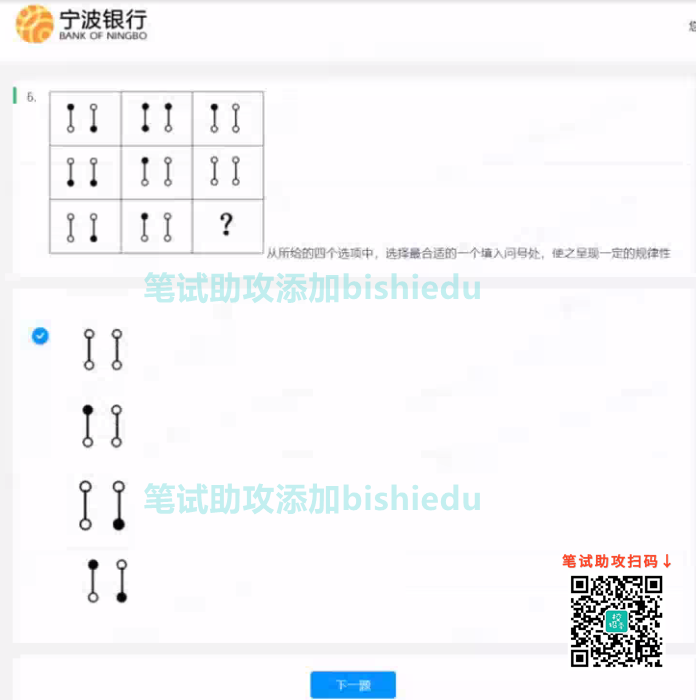 宁波银行
BANK OF NINGBO
6.
?
从所给的四个选项中，选择最合适的一个填入问号处，使之呈现一定的规律性
笔试助攻添加bishiedu
笔试助攻添加bishiedu
笔试助攻扫码↓
下一题